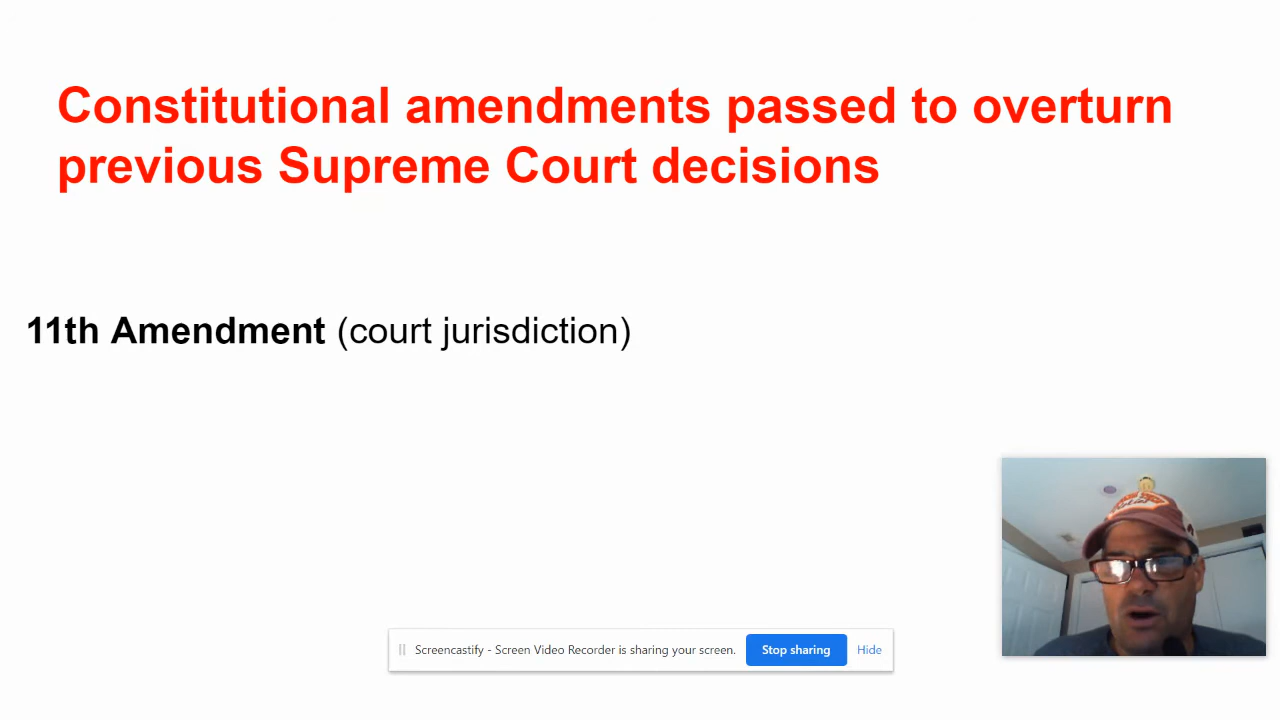 Constitutional amendments passed to overturn
previous Supreme Court decisions
11th Amendment (court jurisdiction)
Screencastify - Screen Video Recorder is sharing your screen.
Stop sharing
Hide